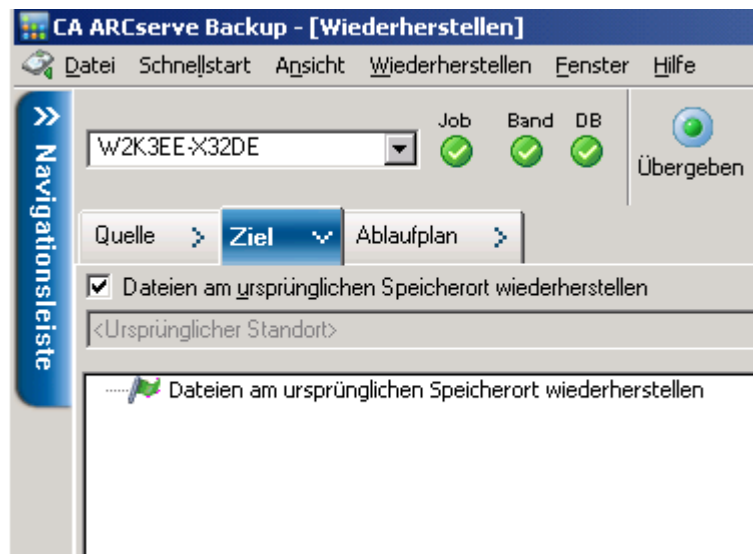 CA ARCserve Backup - [Wiederherstellen]
Datei Schnellstart Ansicht Wiederherstellen Fenster Hilfe
Navigationsleiste
W2K3EE-X32DE
Job Band DB
Übergeben
Quelle Ziel Ablaufplan
Dateien am ursprünglichen Speicherort wiederherstellen
<Ursprünglicher Standort>
Dateien am ursprünglichen Speicherort wiederherstellen